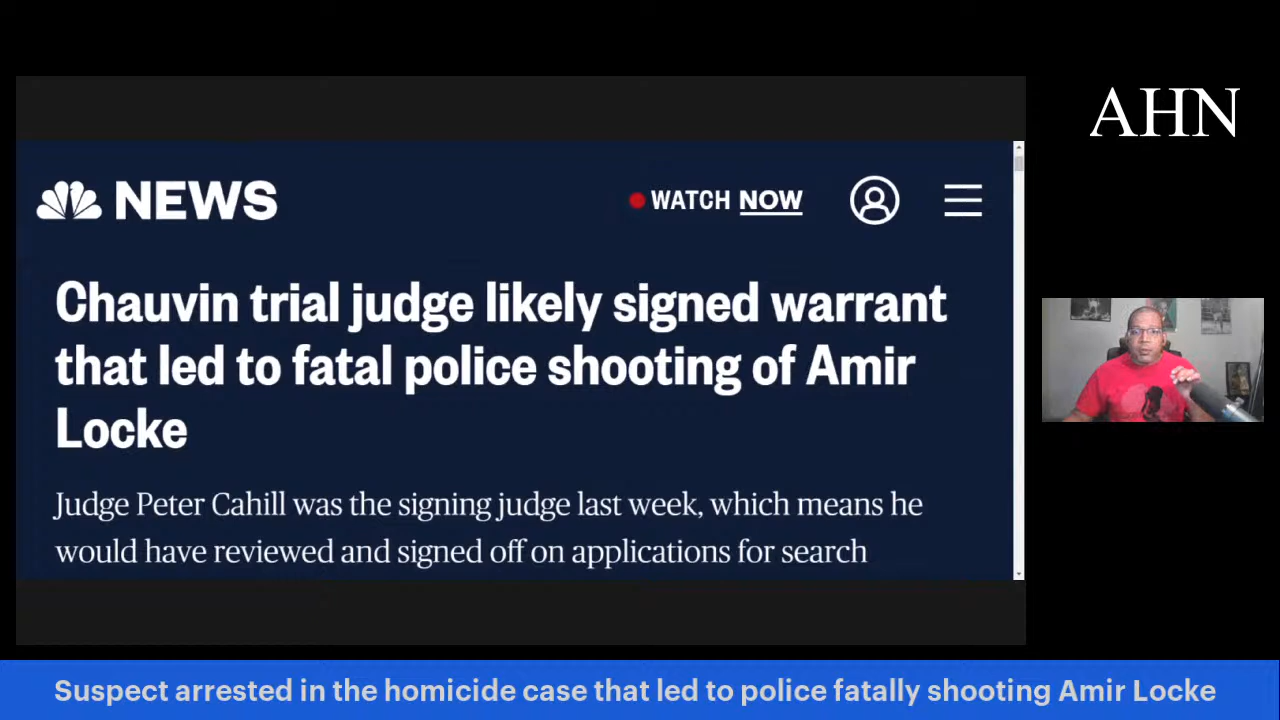 AHN
NEWS
WATCH NOW
Chauvin trial judge likely signed warrant
that led to fatal police shooting of Amir
Locke
Judge Peter Cahill was the signing judge last week, which means he
would have reviewed and signed off on applications for search
Suspect arrested in the homicide case that led to police fatally shooting Amir Locke